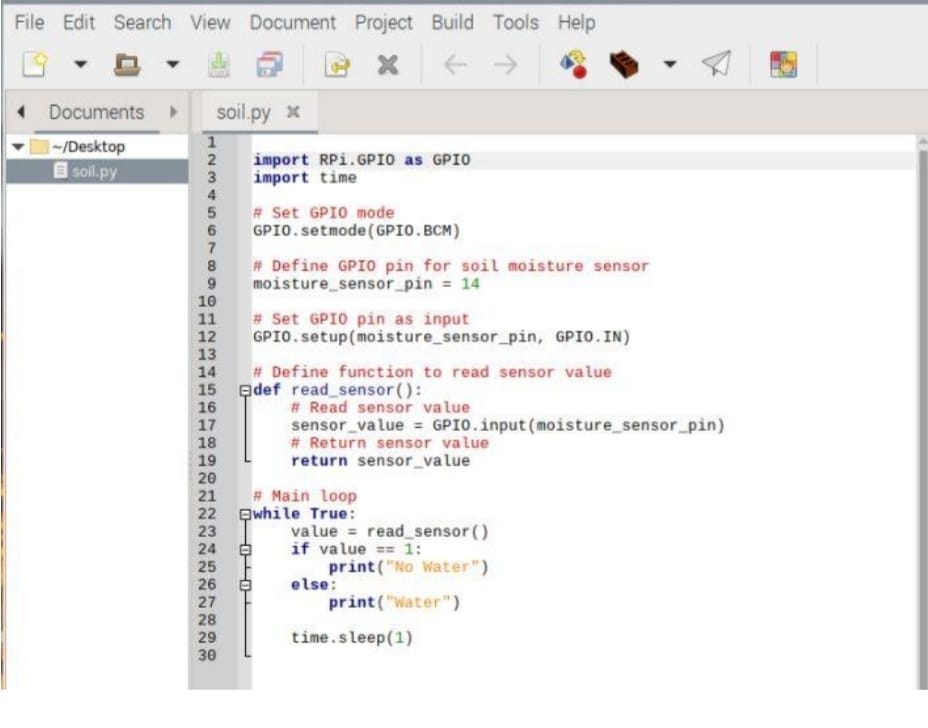 File Edit Search View Document Project Build Tools Help
Documents
soil.py
~/Desktop
soil.py
1
2 import RPi.GPIO as GPIO
3 import time
4
5 # Set GPIO mode
6 GPIO.setmode(GPIO.BCM)
7
8 # Define GPIO pin for soil moisture sensor
9 moisture_sensor_pin = 14
10
11 # Set GPIO pin as input
12 GPIO.setup(moisture_sensor_pin, GPIO.IN)
13
14 # Define function to read sensor value
15 def read_sensor():
16     # Read sensor value
17     sensor_value = GPIO.input(moisture_sensor_pin)
18     # Return sensor value
19     return sensor_value
20
21 # Main loop
22 while True:
23     value = read_sensor()
24     if value == 1:
25         print("No Water")
26     else:
27         print("Water")
28
29     time.sleep(1)
30